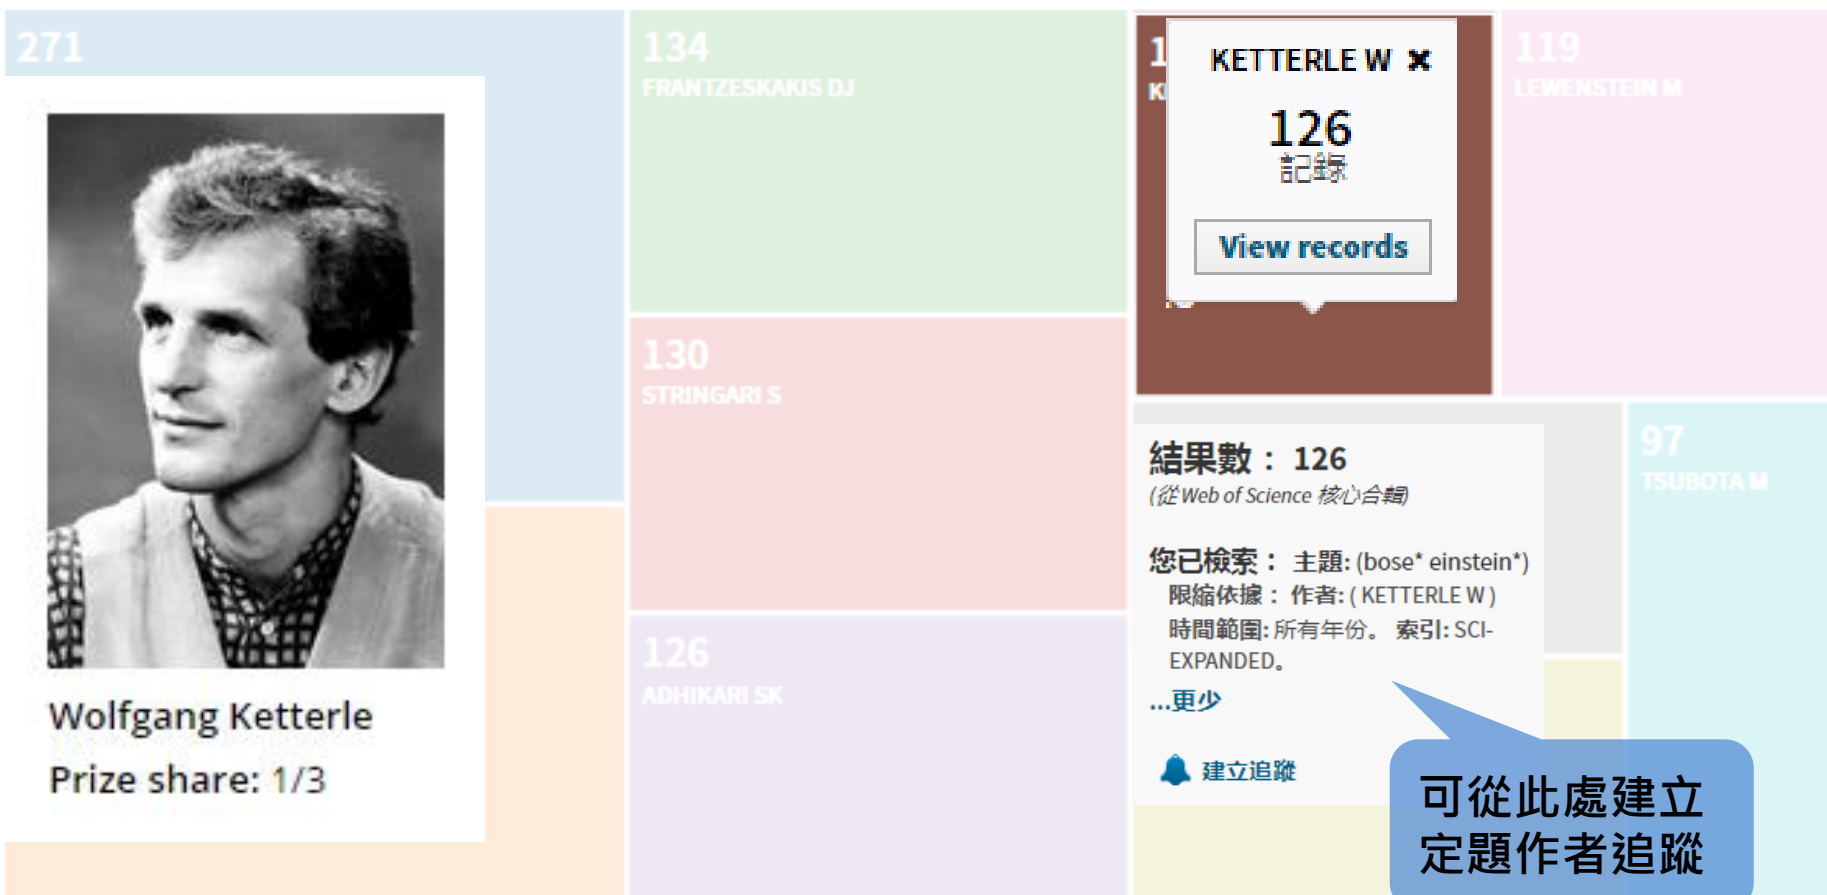 271
Wolfgang Ketterle
Prize share: 1/3
134
FRANTZESKAKIS DJ
130
STRINGARI S
126
ADHIKARI SK
KETTERLE W ✖
126
記錄
View records
119
LEWENSTEIN M
97
TSUBOTA M
結果數： 126
(從 Web of Science 核心合輯)
您已檢索： 主題: (bose* einstein*)
限縮依據： 作者: ( KETTERLE W )
時間範圍: 所有年份。 索引: SCI-
EXPANDED。
...更少
建立追蹤
可從此處建立
定題作者追蹤